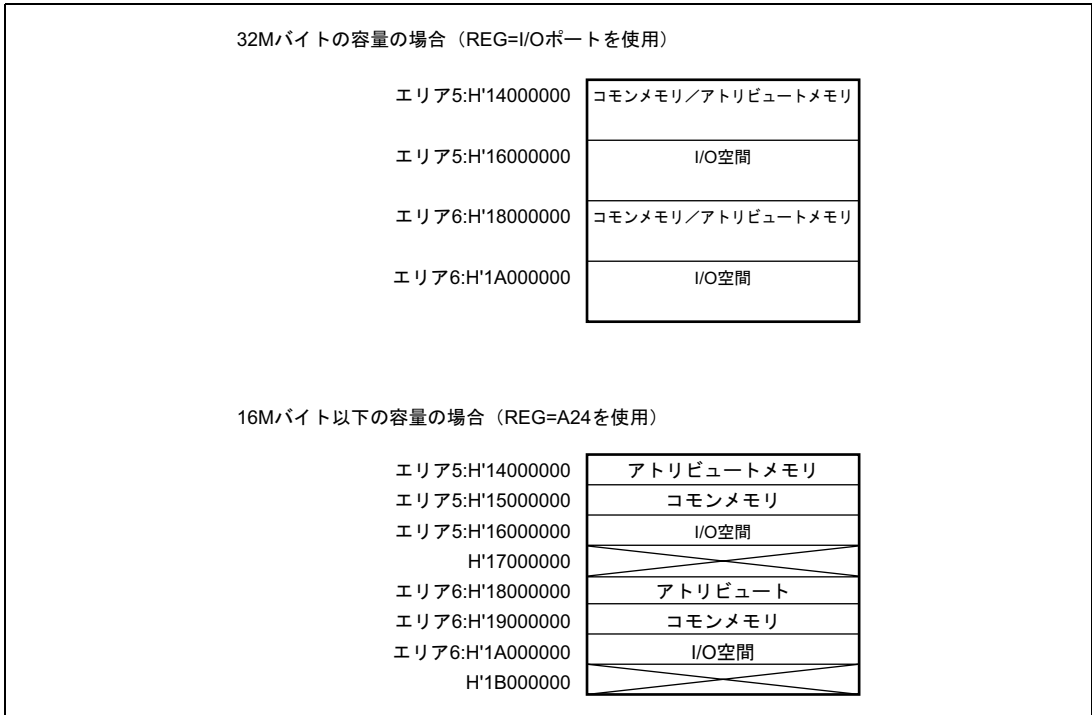 32Mバイトの容量の場合（REG=I/Oポートを使用）
エリア5:H'14000000 コモンメモリ／アトリビュートメモリ
エリア5:H'16000000 I/O空間
エリア6:H'18000000 コモンメモリ／アトリビュートメモリ
エリア6:H'1A000000 I/O空間
16Mバイト以下の容量の場合（REG=A24を使用）
エリア5:H'14000000 アトリビュートメモリ
エリア5:H'15000000 コモンメモリ
エリア5:H'16000000 I/O空間
H'17000000
エリア6:H'18000000 アトリビュート
エリア6:H'19000000 コモンメモリ
エリア6:H'1A000000 I/O空間
H'1B000000